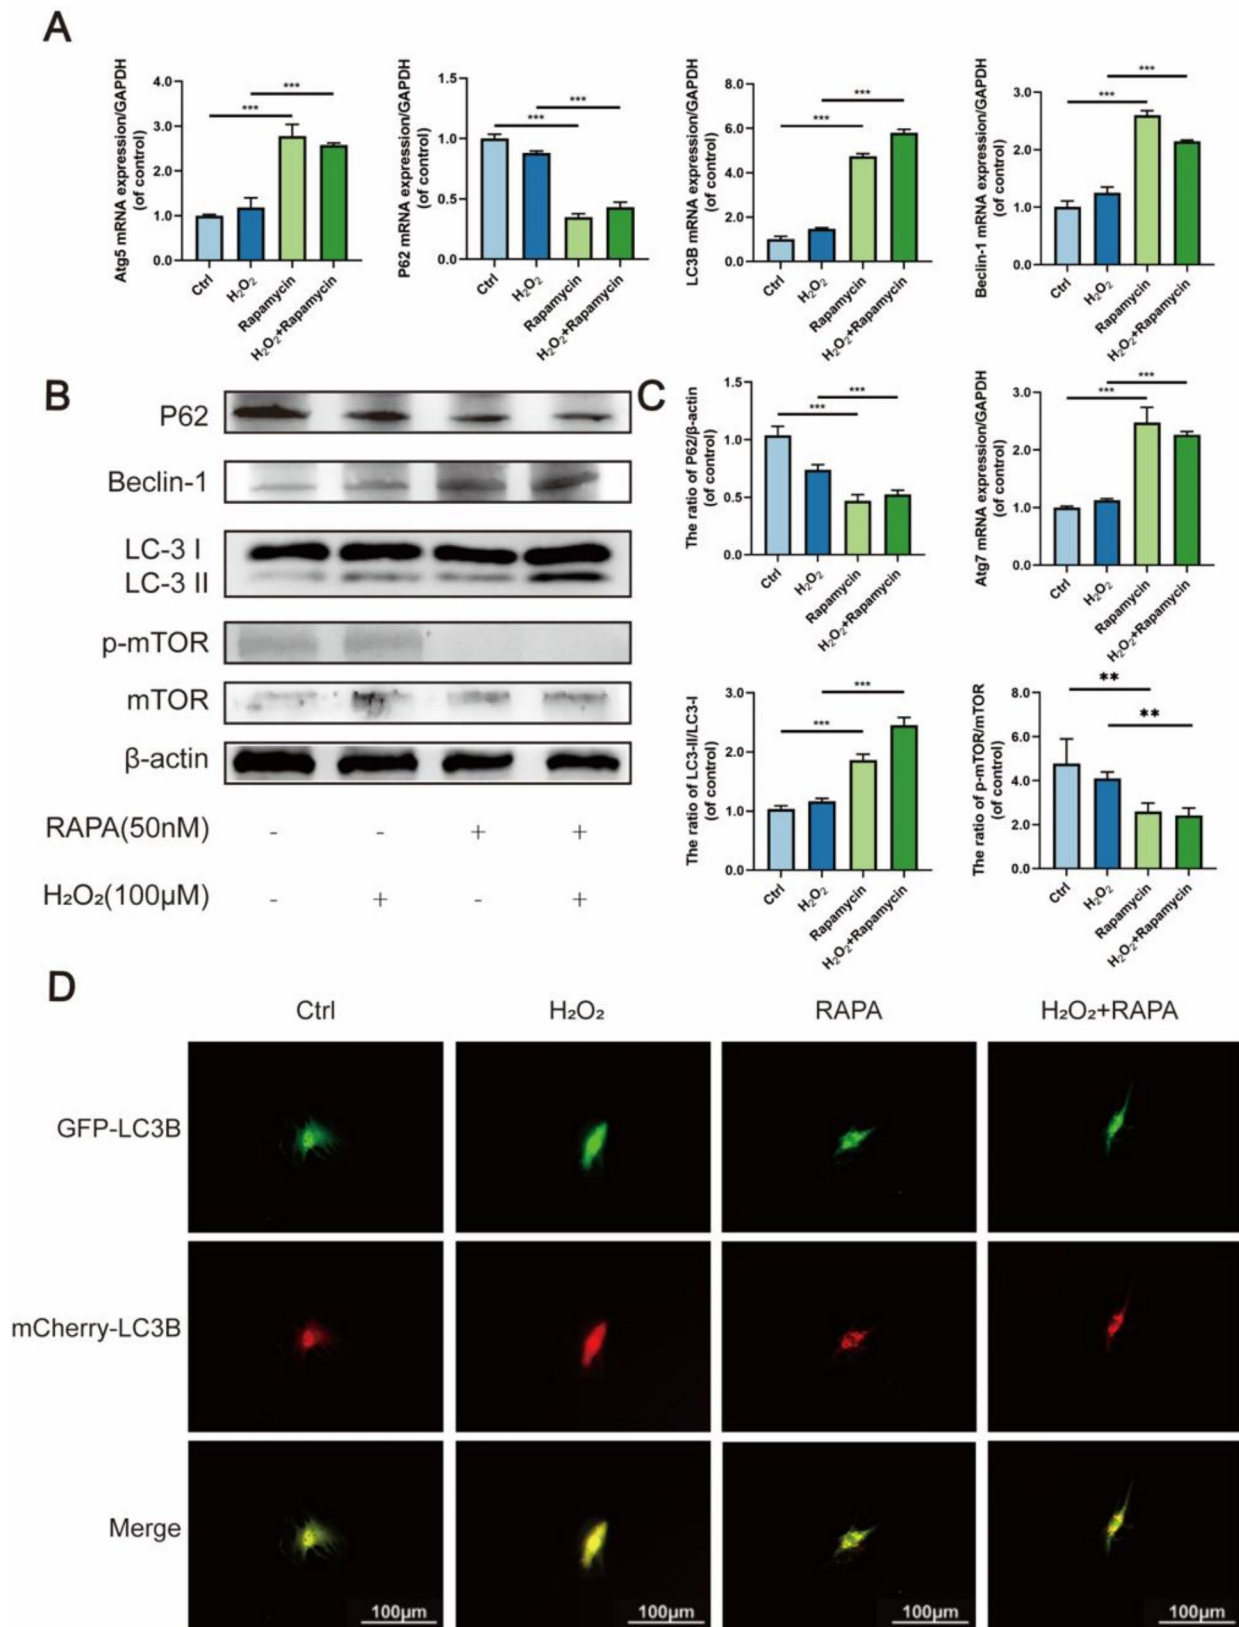 A
Atg5 mRNA expression/GAPDH
(of control)
4.0
3.0
2.0
1.0
0.0
***
***
Ctrl
H₂O₂
Rapamycin
H₂O₂+Rapamycin
P62 mRNA expression/GAPDH
(of control)
1.5
1.0
0.5
0.0
***
***
Ctrl
H₂O₂
Rapamycin
H₂O₂+Rapamycin
LC3B mRNA expression/GAPDH
(of control)
8.0
6.0
4.0
2.0
0.0
***
***
Ctrl
H₂O₂
Rapamycin
H₂O₂+Rapamycin
Beclin-1 mRNA expression/GAPDH
(of control)
3.0
2.0
1.0
0.0
***
***
Ctrl
H₂O₂
Rapamycin
H₂O₂+Rapamycin
B
P62
Beclin-1
LC-3 I
LC-3 II
p-mTOR
mTOR
β-actin
RAPA(50nM) - - + +
H₂O₂(100μM) - + - +
C
The ratio of P62/β-actin
(of control)
1.5
1.0
0.5
0.0
***
***
Ctrl
H₂O₂
Rapamycin
H₂O₂+Rapamycin
Atg7 mRNA expression/GAPDH
(of control)
3.0
2.0
1.0
0.0
***
***
Ctrl
H₂O₂
Rapamycin
H₂O₂+Rapamycin
The ratio of LC3-II/LC3-I
(of control)
3.0
2.0
1.0
0.0
***
***
Ctrl
H₂O₂
Rapamycin
H₂O₂+Rapamycin
The ratio of p-mTOR/mTOR
(of control)
8.0
6.0
4.0
2.0
0.0
**
**
Ctrl
H₂O₂
Rapamycin
H₂O₂+Rapamycin
D
Ctrl H₂O₂ RAPA H₂O₂+RAPA
GFP-LC3B
mCherry-LC3B
Merge
100μm 100μm 100μm 100μm